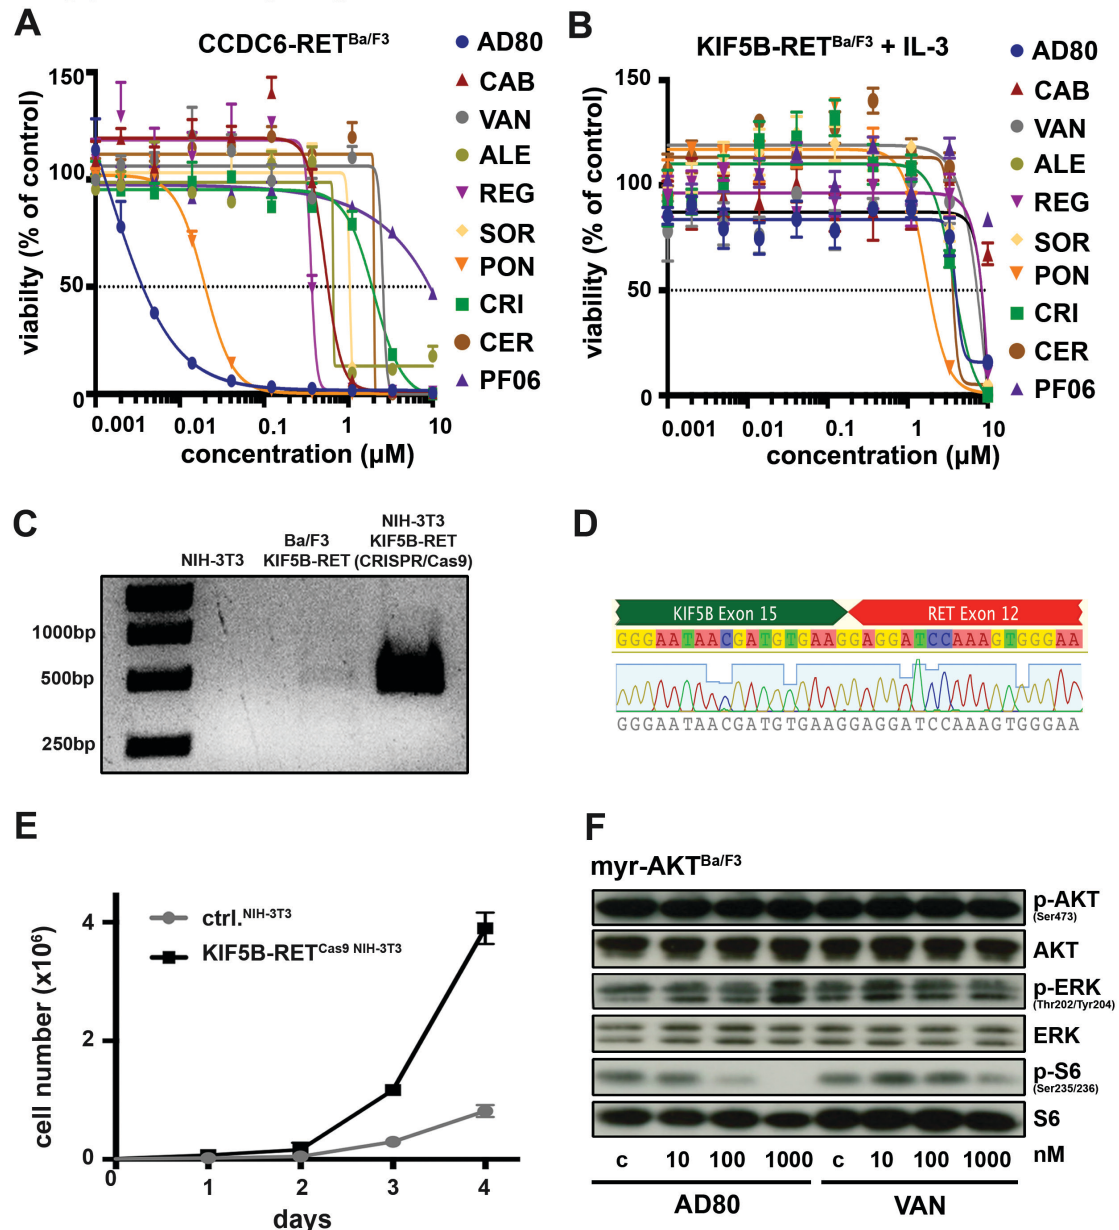 A
CCDC6-RET^Ba/F3
viabilty (% of control)
150
100
50
0
0.001 0.01 0.1 1 10
concentration (µM)
AD80
CAB
VAN
ALE
REG
SOR
PON
CRI
CER
PF06
B
KIF5B-RET^Ba/F3 + IL-3
viability (% of control)
150
100
50
0
0.001 0.01 0.1 1 10
concentration (µM)
AD80
CAB
VAN
ALE
REG
SOR
PON
CRI
CER
PF06
C
NIH-3T3
Ba/F3
KIF5B-RET
NIH-3T3
KIF5B-RET
(CRISPR/Cas9)
1000bp
500bp
250bp
D
KIF5B Exon 15 RET Exon 12
GGGAATAACGATGTGAAGGAGGATCCAAAGTGGGAA
GGGAATAACGATGTGAAGGAGGATCCAAAGTGGGAA
E
cell number (x10^6)
4
2
0
0 1 2 3 4
days
ctrl.^NIH-3T3
KIF5B-RET^Cas9 NIH-3T3
F
myr-AKT^Ba/F3
p-AKT
(Ser473)
AKT
p-ERK
(Thr202/Tyr204)
ERK
p-S6
(Ser235/236)
S6
c 10 100 1000 c 10 100 1000 nM
AD80 VAN